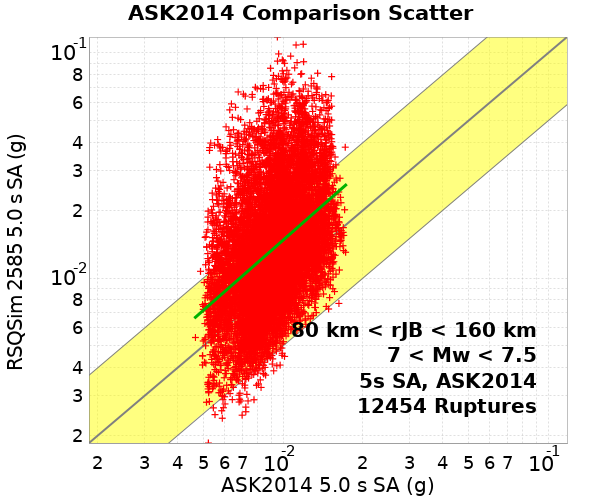 ASK2014 Comparison Scatter
RSQSim 2585 5.0 s SA (g)
10-1
8
6
4
3
2
10-2
8
6
4
3
2
80 km < rJB < 160 km
7 < Mw < 7.5
5s SA, ASK2014
12454 Ruptures
2 3 4 5 6 7 10-2 2 3 4 5 6 7 10-1
ASK2014 5.0 s SA (g)